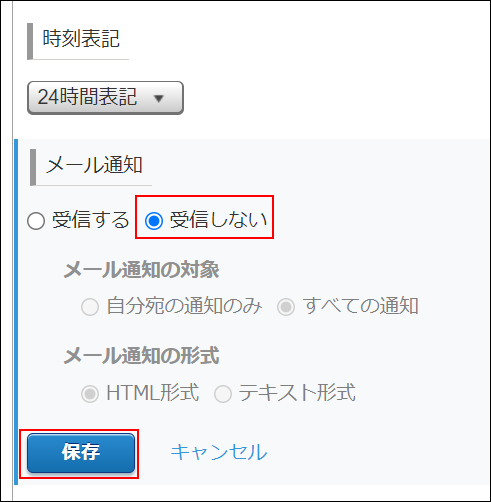 時刻表記
24時間表記
メール通知
受信する 受信しない
メール通知の対象
自分宛の通知のみ すべての通知
メール通知の形式
HTML形式 テキスト形式
保存 キャンセル